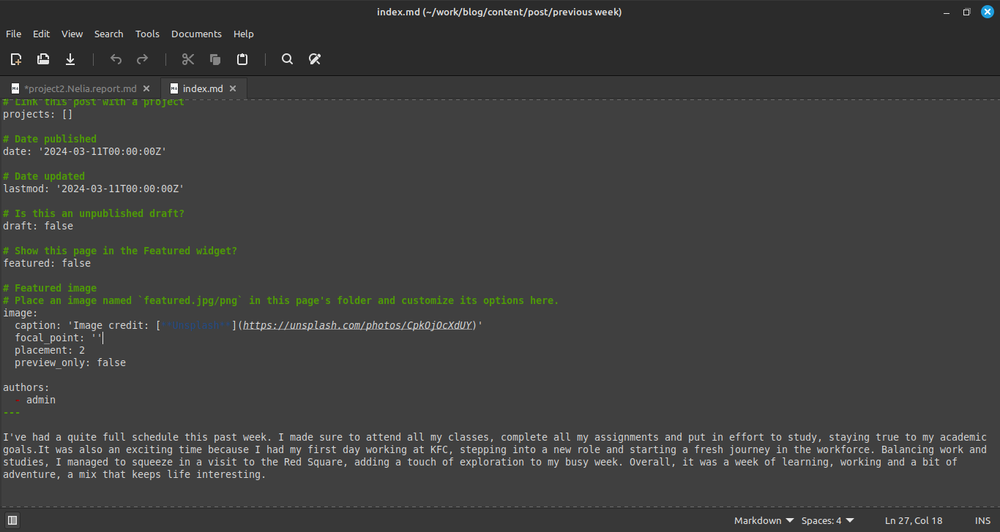 index.md (~/work/blog/content/post/previous week)
File Edit View Search Tools Documents Help
*project2.Nelia.report.md index.md
# Link this post with a project
projects: []
# Date published
date: '2024-03-11T00:00:00Z'
# Date updated
lastmod: '2024-03-11T00:00:00Z'
# Is this an unpublished draft?
draft: false
# Show this page in the Featured widget?
featured: false
# Featured image
# Place an image named `featured.jpg/png` in this page's folder and customize its options here.
image:
caption: 'Image credit: [**Unsplash**](https://unsplash.com/photos/CpkOjOcXdUY)'
focal_point: ''
placement: 2
preview_only: false
authors:
- admin
---
I've had a quite full schedule this past week. I made sure to attend all my classes, complete all my assignments and put in effort to study, staying true to my academic
goals.It was also an exciting time because I had my first day working at KFC, stepping into a new role and starting a fresh journey in the workforce. Balancing work and
studies, I managed to squeeze in a visit to the Red Square, adding a touch of exploration to my busy week. Overall, it was a week of learning, working and a bit of
adventure, a mix that keeps life interesting.
Markdown Spaces: 4 Ln 27, Col 18 INS